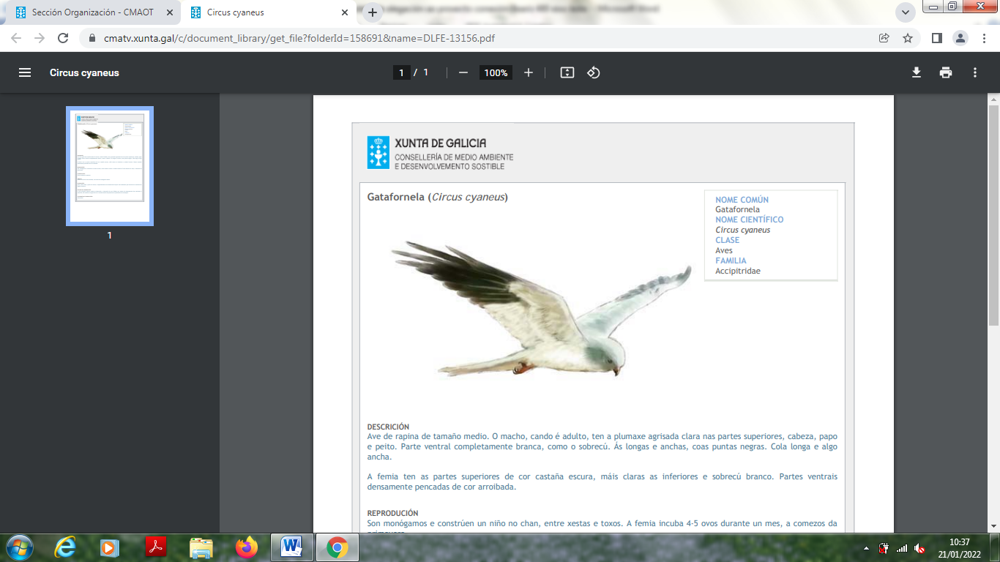 Sección Organización - CMAOT
Circus cyaneus
cmatv.xunta.gal/c/document_library/get_file?folderId=158691&name=DLFE-13156.pdf
Circus cyaneus
1 / 1
100%
1
XUNTA DE GALICIA
CONSELLERÍA DE MEDIO AMBIENTE
E DESENVOLVEMENTO SOSTIBLE
Gatafornela (Circus cyaneus)
NOME COMÚN
Gatafornela
NOME CIENTÍFICO
Circus cyaneus
CLASE
Aves
FAMILIA
Accipitridae
DESCRICIÓN
Ave de rapina de tamaño medio. O macho, cando é adulto, ten a plumaxe agrisada clara nas partes superiores, cabeza, papo
e peito. Parte ventral completamente branca, como o sobrecú. Ás longas e anchas, coas puntas negras. Cola longa e algo
ancha.
A femia ten as partes superiores de cor castaña escura, máis claras as inferiores e sobrecú branco. Partes ventrais
densamente pencadas de cor arroibada.
REPRODUCIÓN
Son monógamos e constrúen un niño no chan, entre xestas e toxos. A femia incuba 4-5 ovos durante un mes, a comezos da
10:37
21/01/2022